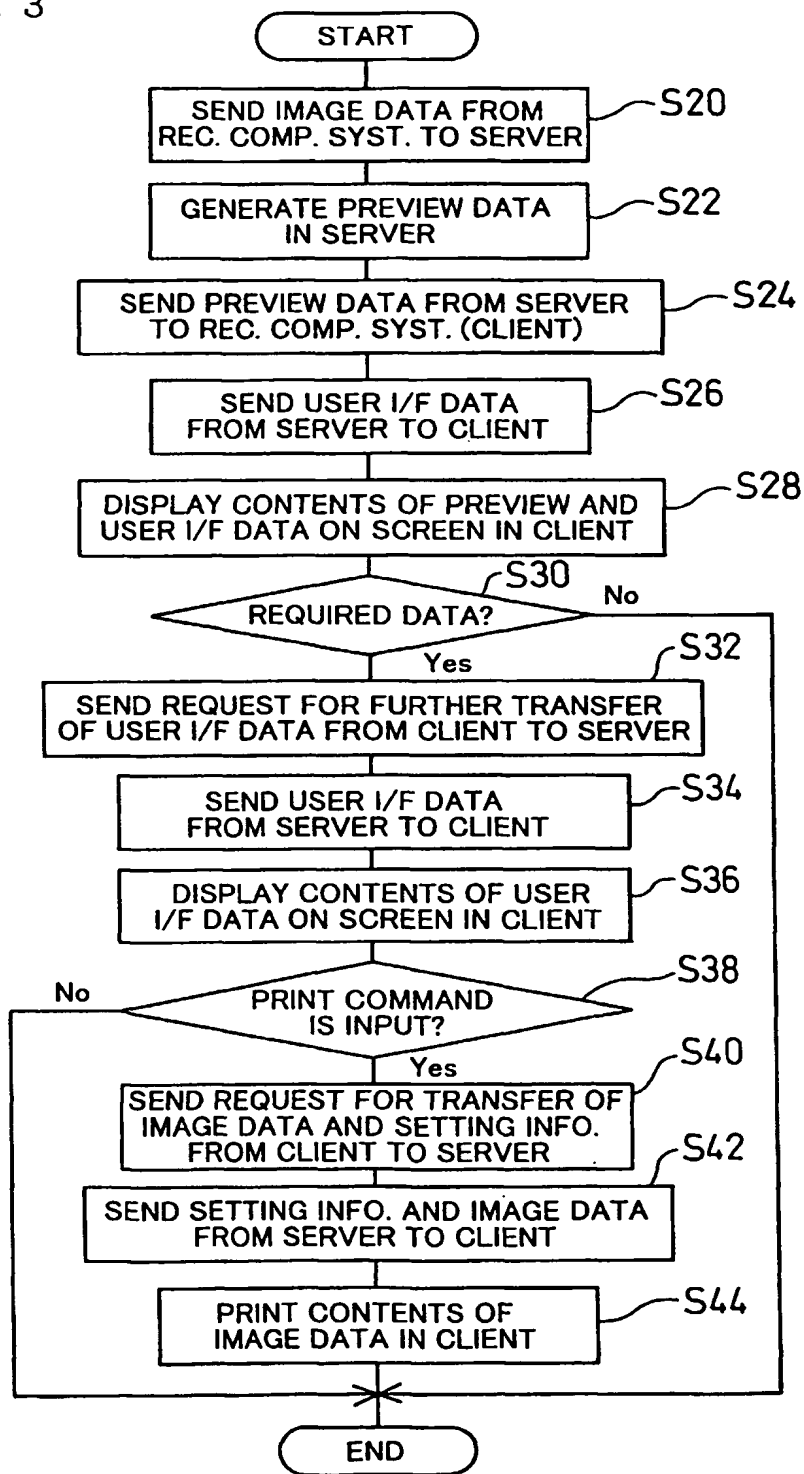 3
START
SEND IMAGE DATA FROM
REC. COMP. SYST. TO SERVER
S20
GENERATE PREVIEW DATA
IN SERVER
S22
SEND PREVIEW DATA FROM SERVER
TO REC. COMP. SYST. (CLIENT)
S24
SEND USER I/F DATA
FROM SERVER TO CLIENT
S26
DISPLAY CONTENTS OF PREVIEW AND
USER I/F DATA ON SCREEN IN CLIENT
S28
REQUIRED DATA?
S30
No
Yes
SEND REQUEST FOR FURTHER TRANSFER
OF USER I/F DATA FROM CLIENT TO SERVER
S32
SEND USER I/F DATA
FROM SERVER TO CLIENT
S34
DISPLAY CONTENTS OF USER
I/F DATA ON SCREEN IN CLIENT
S36
PRINT COMMAND
IS INPUT?
S38
No
Yes
SEND REQUEST FOR TRANSFER OF
IMAGE DATA AND SETTING INFO.
FROM CLIENT TO SERVER
S40
SEND SETTING INFO. AND IMAGE DATA
FROM SERVER TO CLIENT
S42
PRINT CONTENTS OF
IMAGE DATA IN CLIENT
S44
END